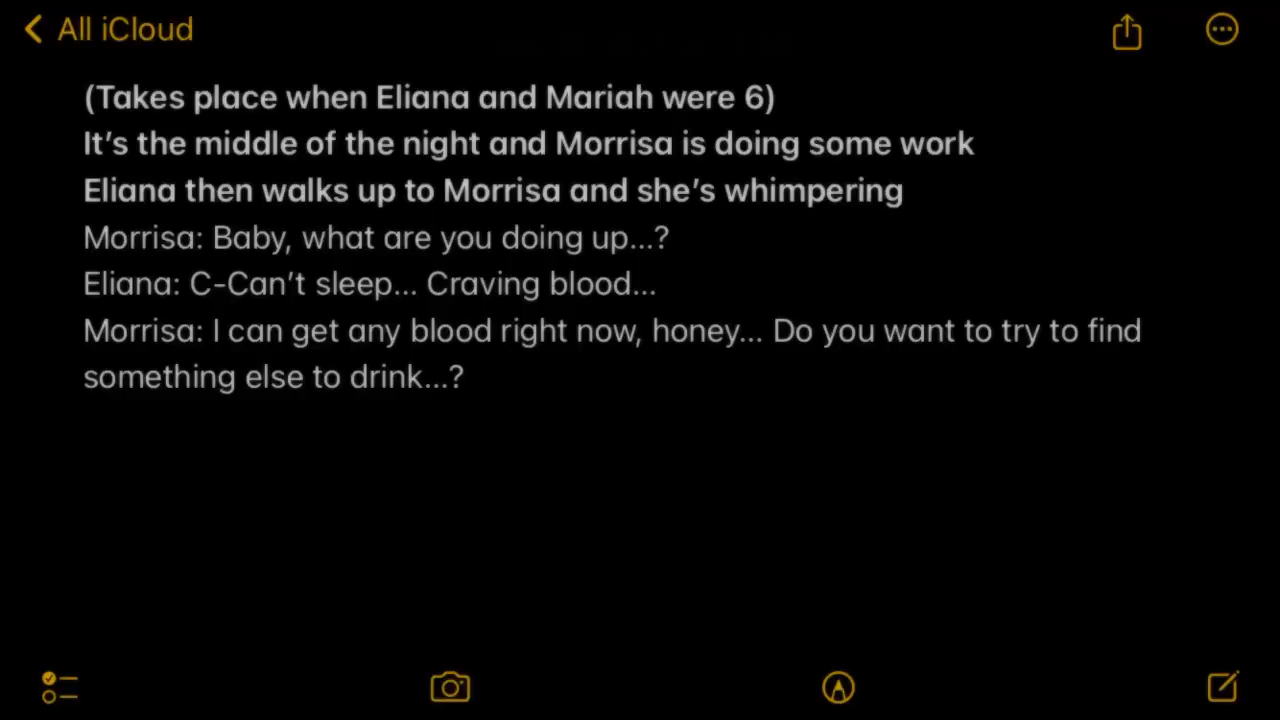 All iCloud
(Takes place when Eliana and Mariah were 6)
It’s the middle of the night and Morrisa is doing some work
Eliana then walks up to Morrisa and she’s whimpering
Morrisa: Baby, what are you doing up...?
Eliana: C-Can’t sleep... Craving blood...
Morrisa: I can get any blood right now, honey... Do you want to try to find
something else to drink...?